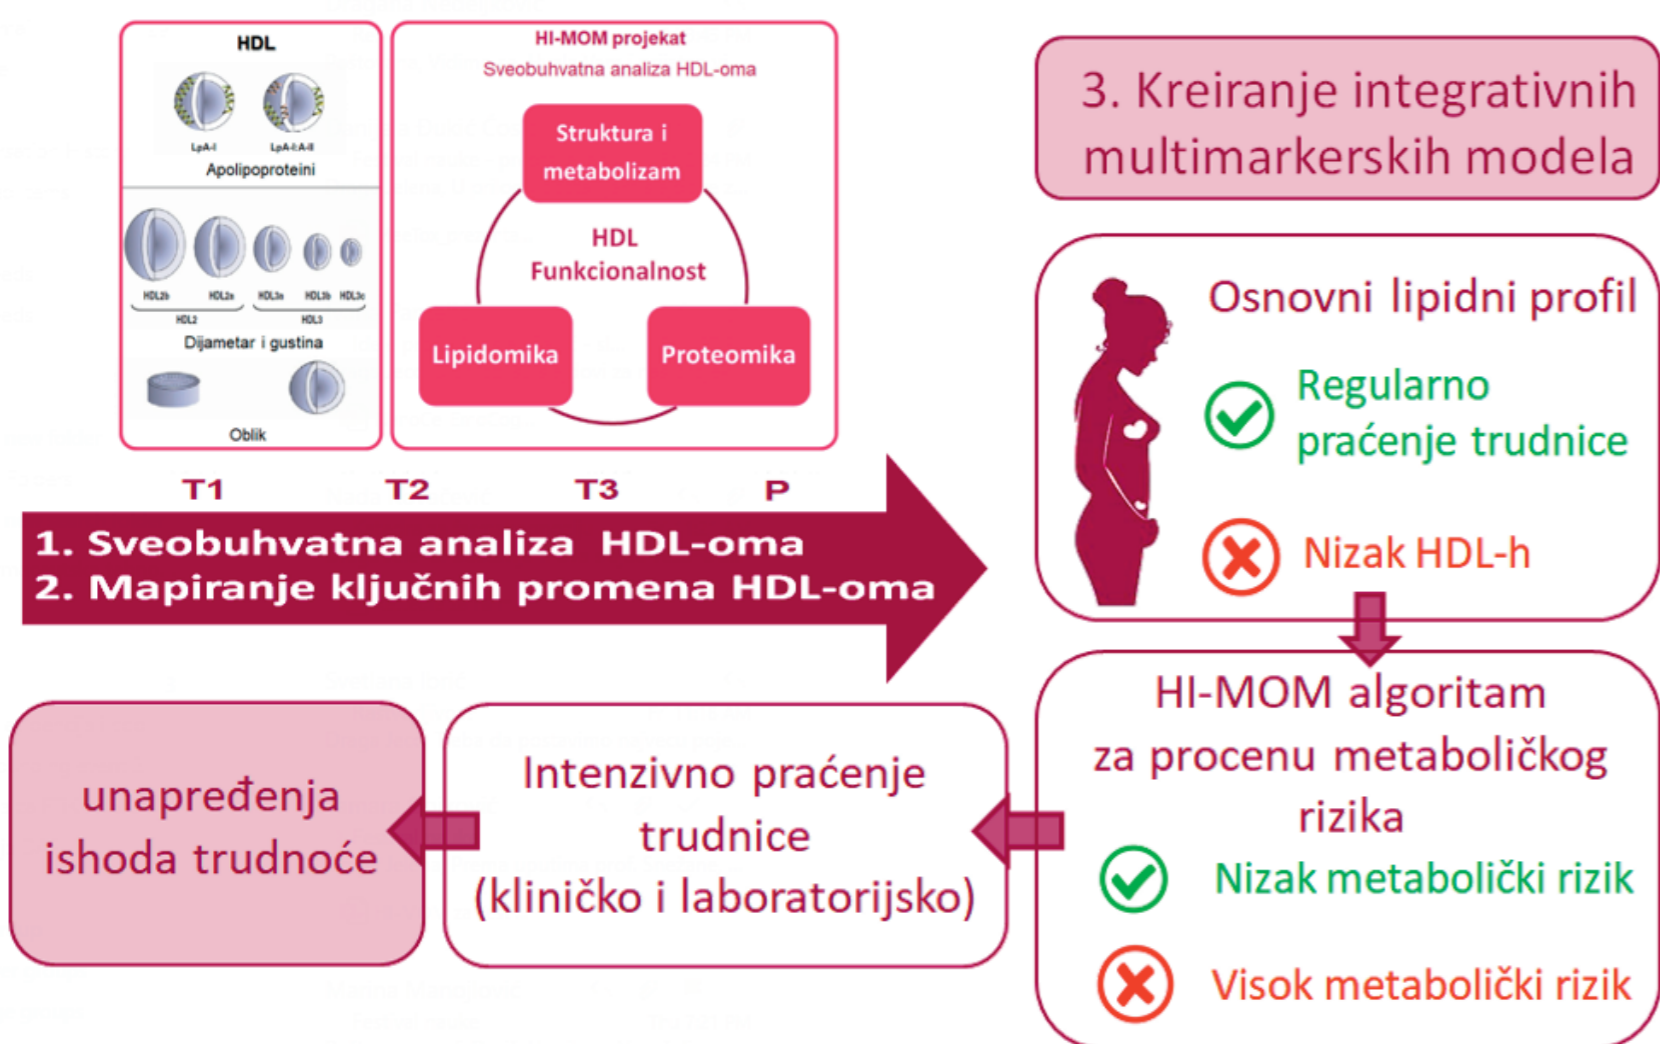 HDL
LpA-I
LpA-I:A-II
Apolipoproteini
HDL2b
HDL2a
HDL3a
HDL3b
HDL3c
HDL2
HDL3
Dijametar i gustina
Oblik
HI-MOM projekat
Sveobuhvatna analiza HDL-oma
Struktura i
metabolizam
HDL
Funkcionalnost
Lipidomika
Proteomika
T1
T2
T3
P
1. Sveobuhvatna analiza HDL-oma
2. Mapiranje ključnih promena HDL-oma
3. Kreiranje integrativnih
multimarkerskih modela
Osnovni lipidni profil
Regularno
praćenje trudnice
Nizak HDL-h
HI-MOM algoritam
za procenu metaboličkog
rizika
Nizak metabolički rizik
Visok metabolički rizik
Intenzivno praćenje
trudnice
(kliničko i laboratorijsko)
unapređenja
ishoda trudnoće